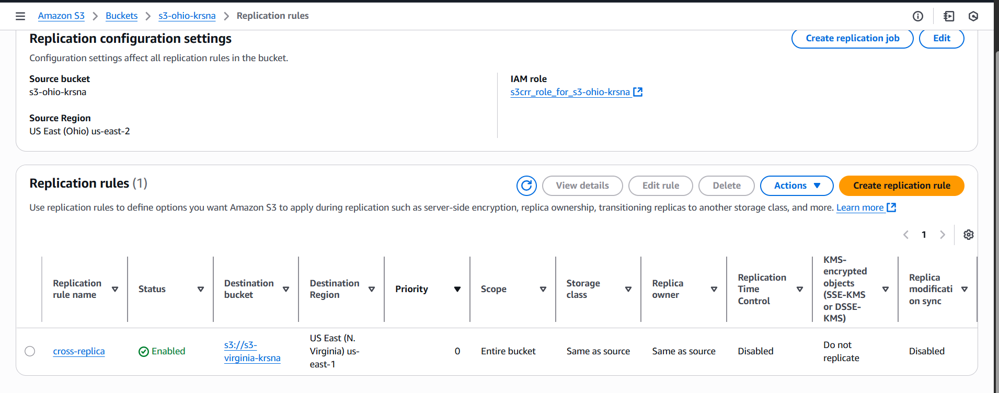 Amazon S3 > Buckets > s3-ohio-krsna > Replication rules
Replication configuration settings
Create replication job
Edit
Configuration settings affect all replication rules in the bucket.
Source bucket
s3-ohio-krsna
IAM role
s3crr_role_for_s3-ohio-krsna
Source Region
US East (Ohio) us-east-2
Replication rules (1)
View details
Edit rule
Delete
Actions
Create replication rule
Use replication rules to define options you want Amazon S3 to apply during replication such as server-side encryption, replica ownership, transitioning replicas to another storage class, and more. Learn more
1
Replication
rule name
Status
Destination
bucket
Destination
Region
Priority
Scope
Storage
class
Replica
owner
Replication
Time
Control
KMS-
encrypted
objects
(SSE-KMS
or DSSE-
KMS)
Replica
modificati
on sync
cross-replica
Enabled
s3://s3-
virginia-krsna
US East (N.
Virginia) us-
east-1
0
Entire bucket
Same as source
Same as source
Disabled
Do not
replicate
Disabled